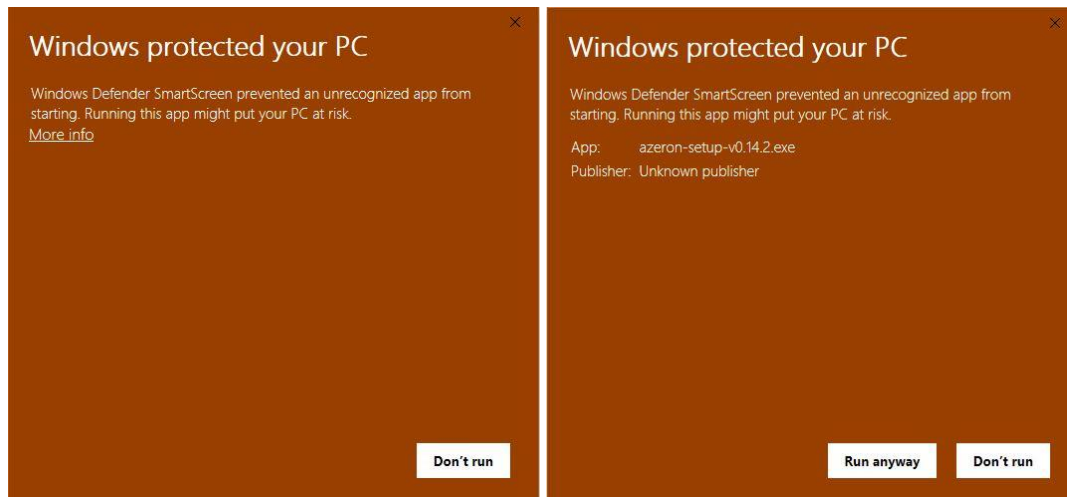 Windows protected your PC
Windows Defender SmartScreen prevented an unrecognized app from
starting. Running this app might put your PC at risk.
More info
Don't run
Windows protected your PC
Windows Defender SmartScreen prevented an unrecognized app from
starting. Running this app might put your PC at risk.
App: azeron-setup-v0.14.2.exe
Publisher: Unknown publisher
Run anyway Don't run